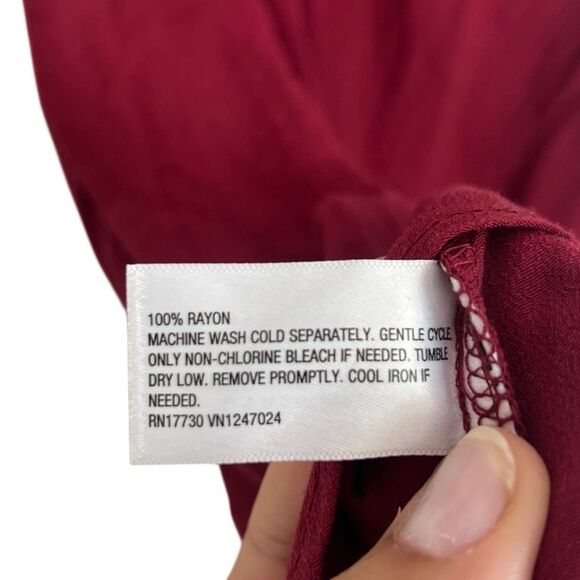 100% RAYON
MACHINE WASH COLD SEPARATELY. GENTLE CYCLE.
ONLY NON-CHLORINE BLEACH IF NEEDED. TUMBLE
DRY LOW. REMOVE PROMPTLY. COOL IRON IF
NEEDED.
RN17730 VN1247024